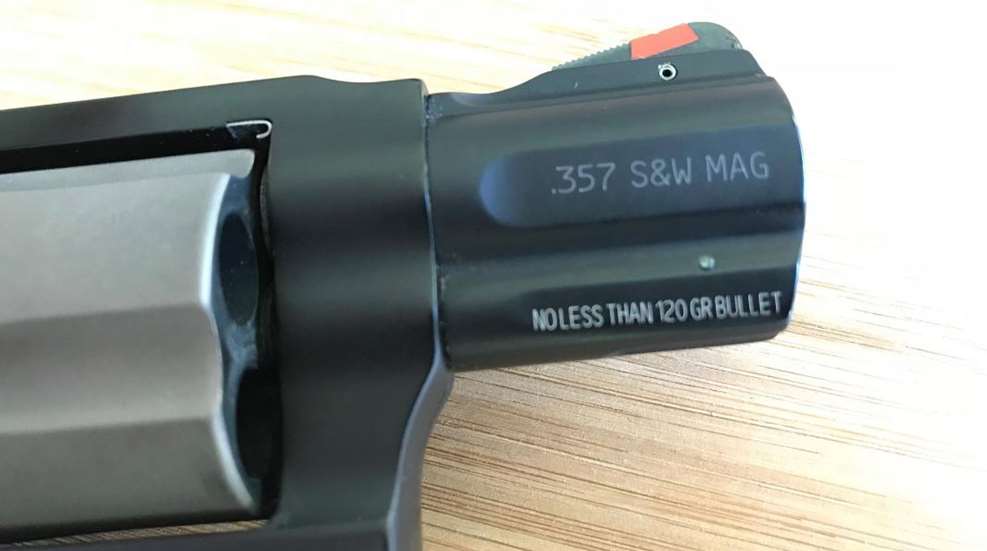 .357 S&W MAG
NO LESS THAN 120 GR BULLET